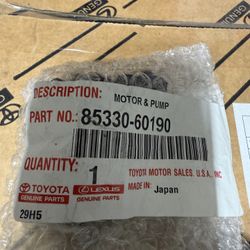 DESCRIPTION: MOTOR & PUMP
PART NO.: 85330-60190
QUANTITY: 1
TOYOTA MOTOR SALES, U.S.A., INC
MADE IN: Japan
TOYOTA LEXUS
GENUINE PARTS GENUINE PARTS
29H5